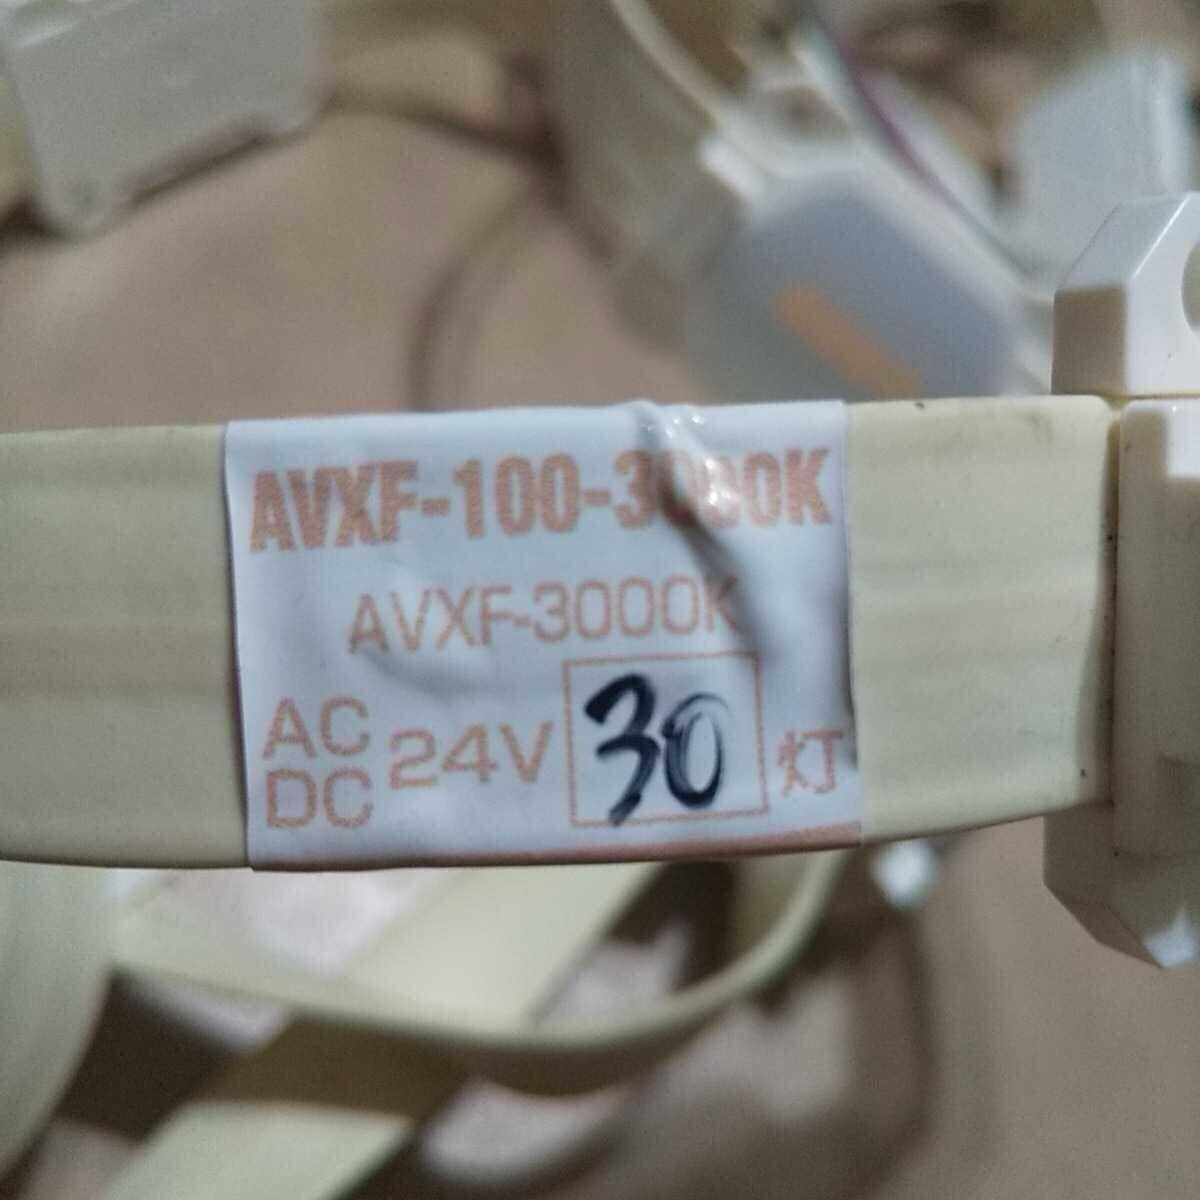 AVXF-100-3000K
AVXF-3000K
AC
DC 24V 30 灯